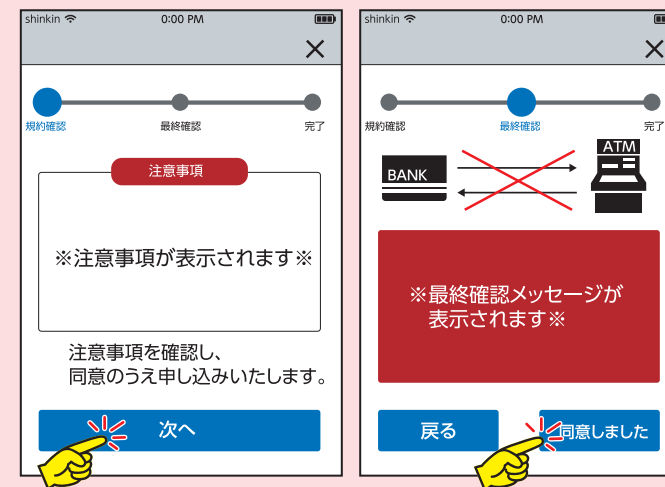 shinkin 0:00 PM
規約確認 最終確認 完了
注意事項
※注意事項が表示されます※
注意事項を確認し、
同意のうえ申し込みいたします。
次へ
shinkin 0:00 PM
規約確認 最終確認 完了
BANK ATM
※最終確認メッセージが
表示されます※
戻る 同意しました